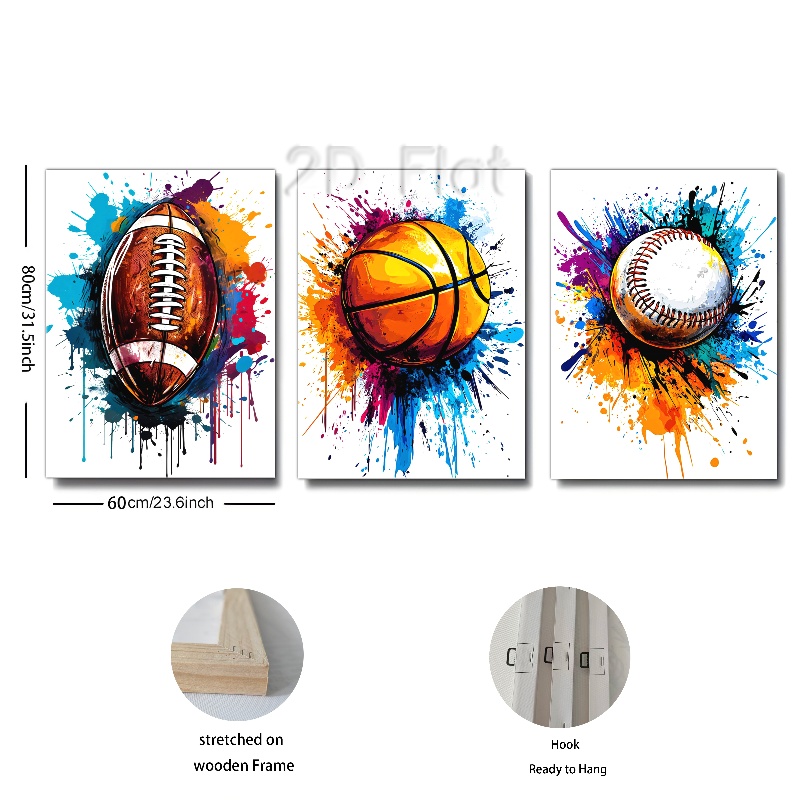 2D Flat
80cm/31.5inch
60cm/23.6inch
stretched on
wooden Frame
Hook
Ready to Hang